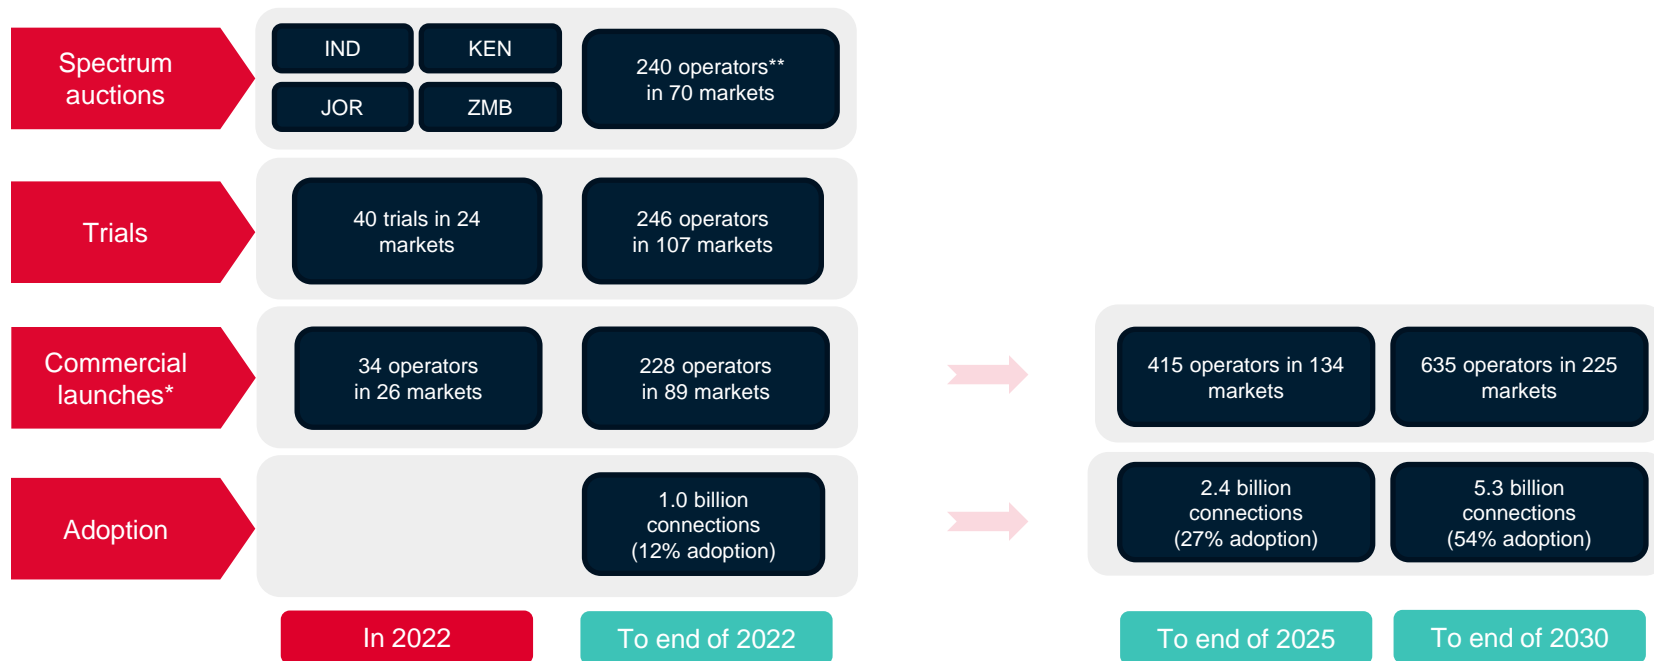 Spectrum
auctions
IND
KEN
JOR
ZMB
240 operators**
in 70 markets
Trials
40 trials in 24
markets
246 operators
in 107 markets
Commercial
launches*
34 operators
in 26 markets
228 operators
in 89 markets
415 operators in 134
markets
635 operators in 225
markets
Adoption
1.0 billion
connections
(12% adoption)
2.4 billion
connections
(27% adoption)
5.3 billion
connections
(54% adoption)
In 2022
To end of 2022
To end of 2025
To end of 2030